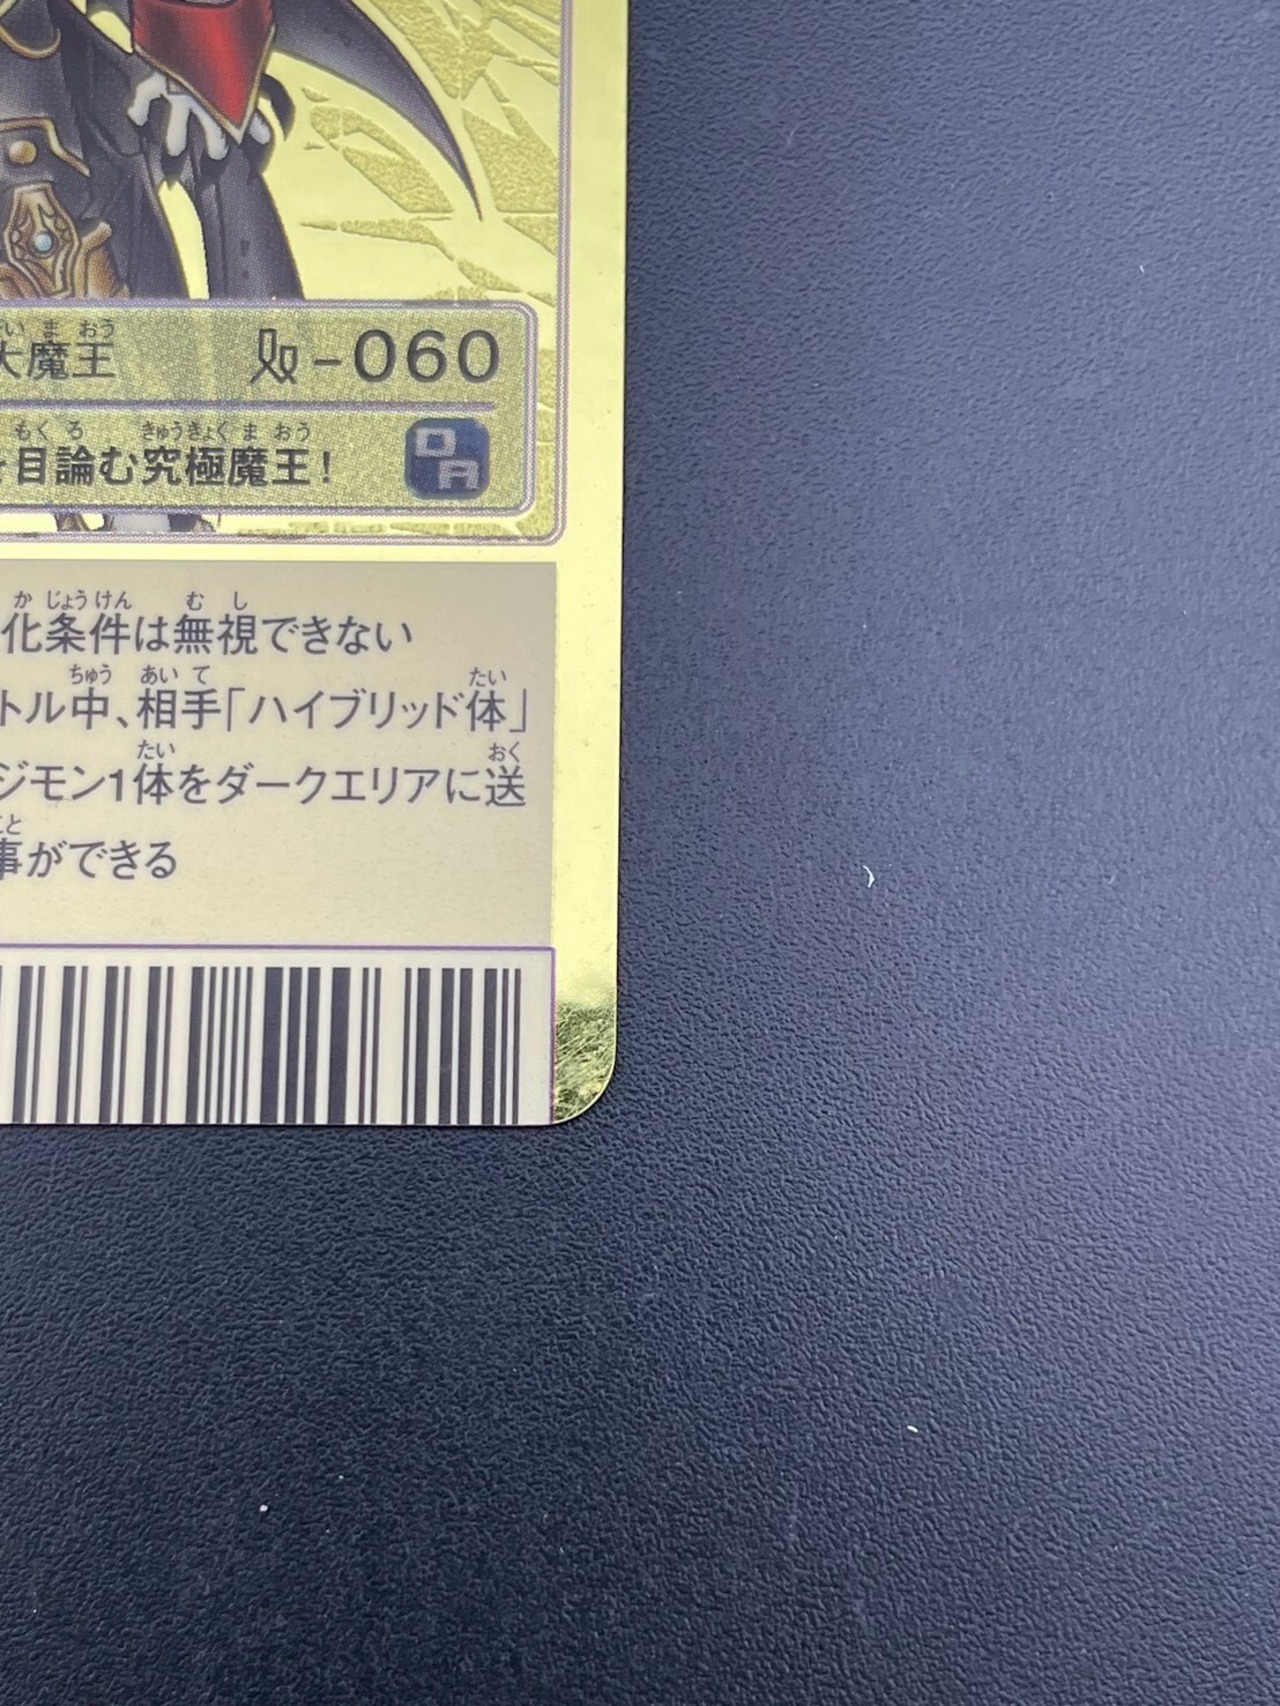 いまおう
大魔王 -060
もくろ きゅうきょくまおう
を目論む究極魔王!
DA
かじょうけん むし
化条件は無視できない
ちゅう あいて たい
トル中、相手「ハイブリッド体」
たい おく
ジモン1体をダークエリアに送
こと
事ができる